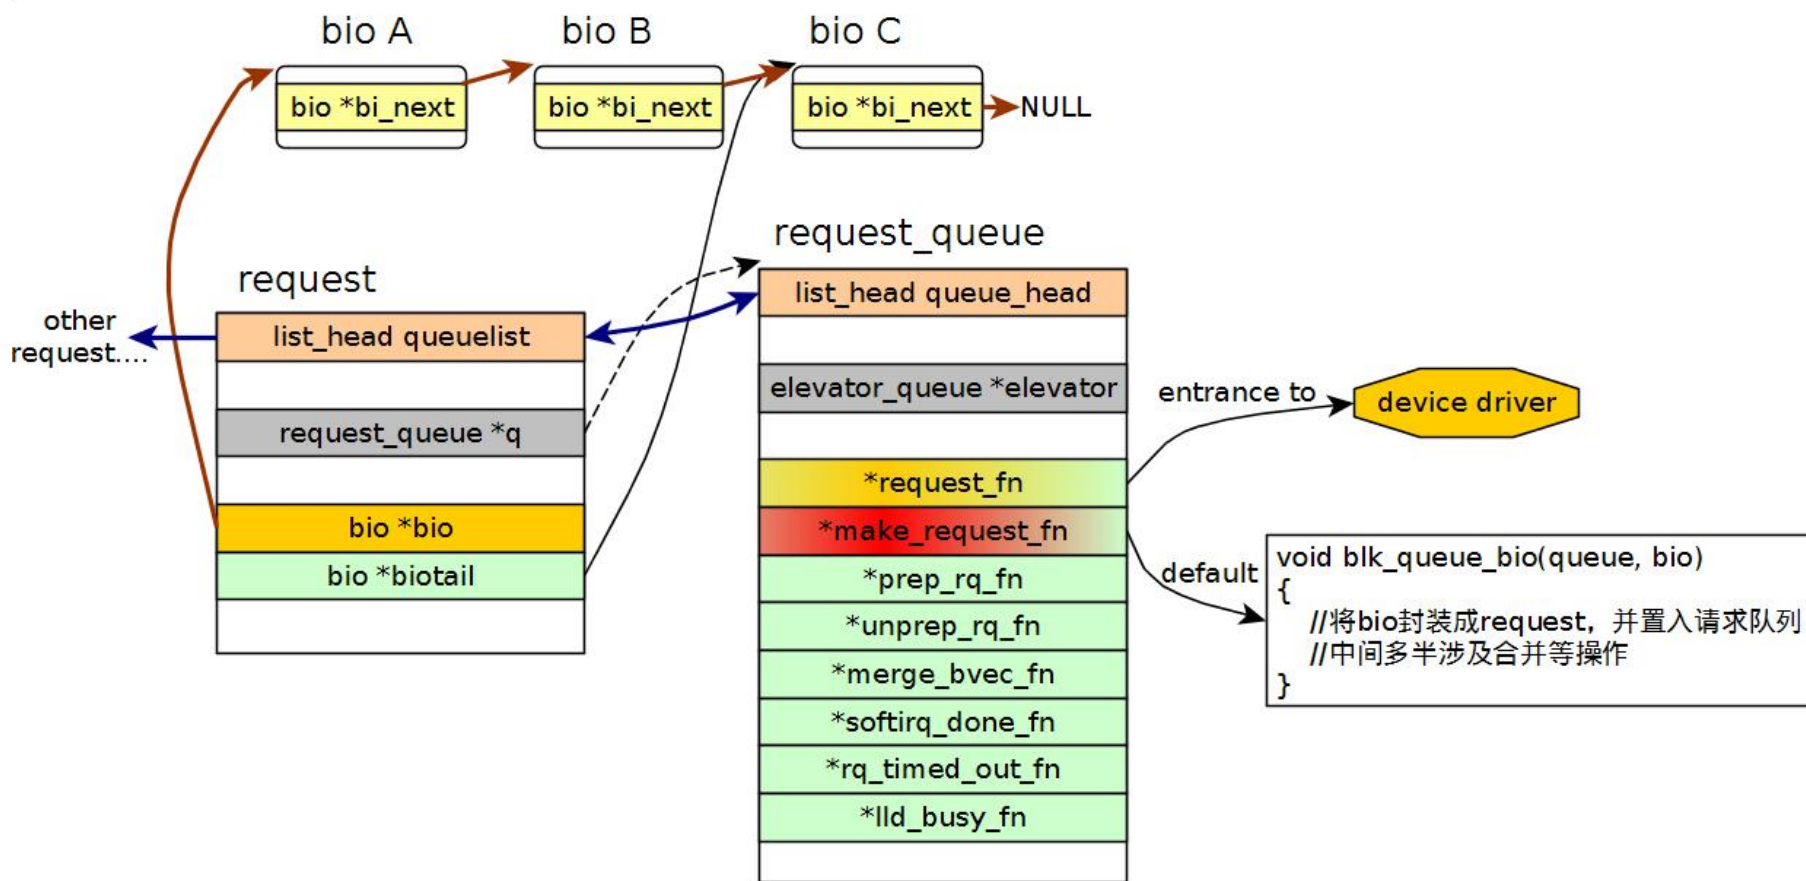 bio A
bio B
bio C
bio *bi_next
bio *bi_next
bio *bi_next
NULL
request
other
request....
list_head queuelist
request_queue *q
bio *bio
bio *biotail
request_queue
list_head queue_head
elevator_queue *elevator
*request_fn
*make_request_fn
*prep_rq_fn
*unprep_rq_fn
*merge_bvec_fn
*softirq_done_fn
*rq_timed_out_fn
*lld_busy_fn
entrance to
device driver
default
void blk_queue_bio(queue, bio)
{
//将bio封装成request，并置入请求队列
//中间多半涉及合并等操作
}